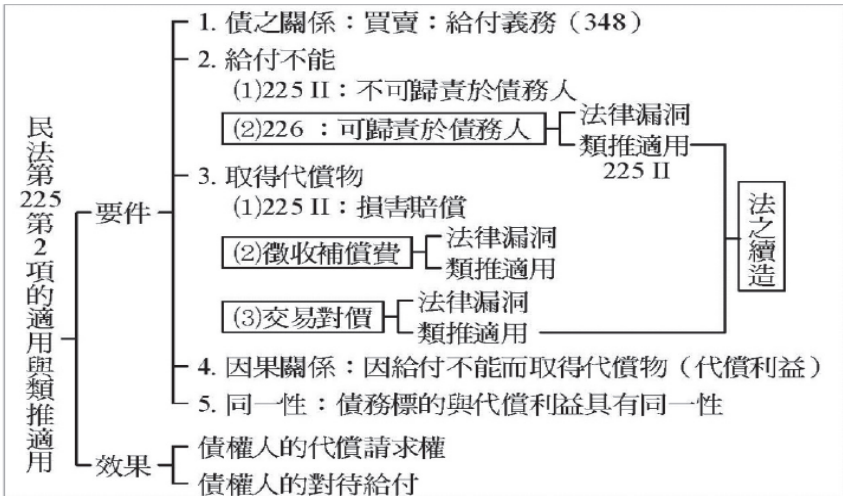 民法第225第2項的適用與類推適用
要件
1. 債之關係：買賣：給付義務（348）
2. 給付不能
(1)225 II：不可歸責於債務人
(2)226：可歸責於債務人
法律漏洞
類推適用
225 II
3. 取得代償物
(1)225 II：損害賠償
(2)徵收補償費
法律漏洞
類推適用
(3)交易對價
法律漏洞
類推適用
法之續造
4. 因果關係：因給付不能而取得代償物（代償利益）
5. 同一性：債務標的與代償利益具有同一性
效果
債權人的代償請求權
債權人的對待給付